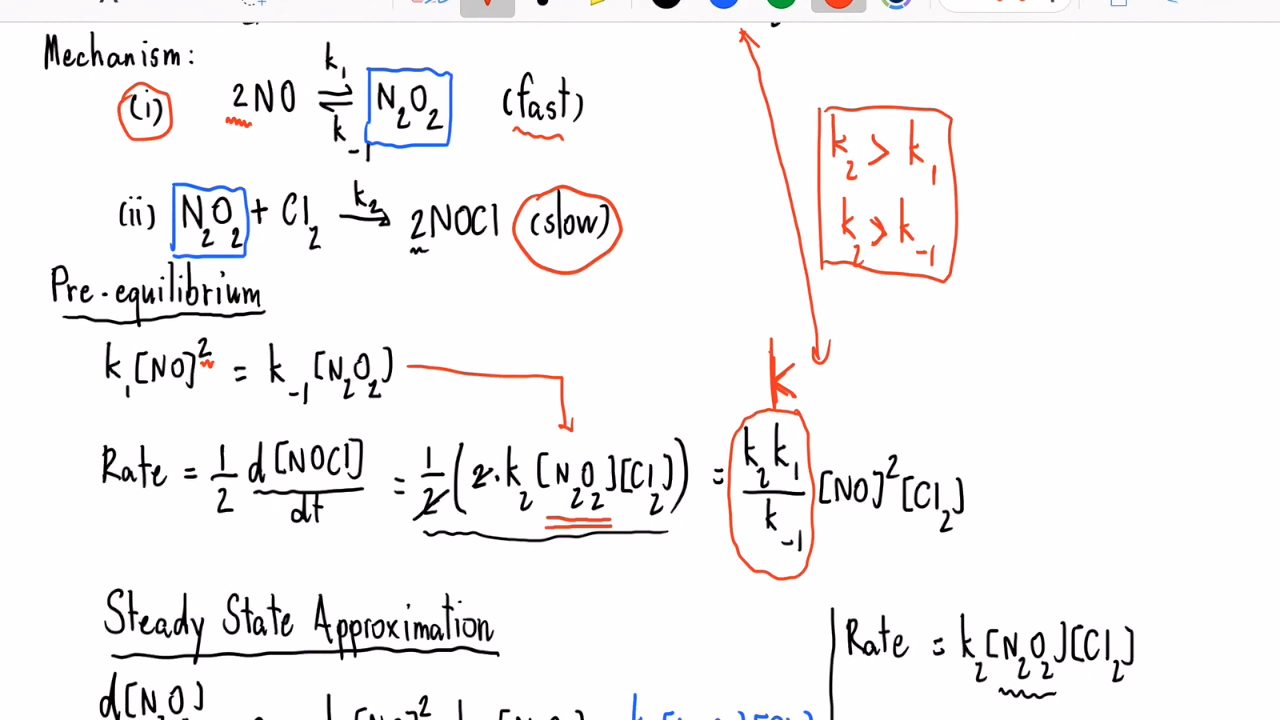 Mechanism:
(i) 2NO ⇌ N₂O₂ (fast)
k₁
k₋₁
k₂ > k₁
k₂ > k₋₁
(ii) N₂O₂ + Cl₂ → 2NOCl (slow)
k₂
Pre-equilibrium
k₁[NO]² = k₋₁[N₂O₂]
k
Rate = 1/2 d[NOCl]/dt = 1/2 (2·k₂[N₂O₂][Cl₂]) = k₂k₁/k₋₁ [NO]²[Cl₂]
Steady State Approximation
Rate = k₂[N₂O₂][Cl₂]